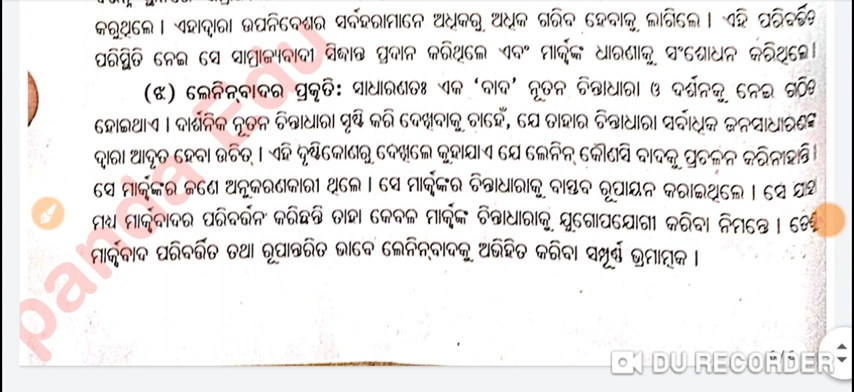 କରୁଥିଲେ । ଏହାଦ୍ୱାରା ଉପନିବେଶର ସର୍ବହରାମାନେ ଅଧିକରୁ ଅଧିକ ଗରିବ ହେବାକୁ ଲାଗିଲେ । ଏହି ପରିବର୍ତ୍ତିତ
ପରିସ୍ଥିତି ନେଇ ସେ ସାମ୍ରାଜ୍ୟବାଦୀ ସିଦ୍ଧାନ୍ତ ପ୍ରଦାନ କରିଥିଲେ ଏବଂ ମାର୍କ୍ସଙ୍କ ଧାରଣାକୁ ସଂଶୋଧନ କରିଥିଲେ।
(ଝ) ଲେନିନ୍‌ବାଦର ପ୍ରକୃତି: ସାଧାରଣତଃ ଏକ ‘ବାଦ’ ନୂତନ ଚିନ୍ତାଧାରା ଓ ଦର୍ଶନକୁ ନେଇ ଗଠିତ
ହୋଇଥାଏ । ଦାର୍ଶନିକ ନୂତନ ଚିନ୍ତାଧାରା ସୃଷ୍ଟି କରି ଦେଖିବାକୁ ଚାହେଁ, ଯେ ତାହାର ଚିନ୍ତାଧାରା ସର୍ବାଧିକ ଜନସାଧାରଣଙ୍କ
ଦ୍ୱାରା ଆଦୃତ ହେବା ଉଚିତ୍ । ଏହି ଦୃଷ୍ଟିକୋଣରୁ ଦେଖିଲେ କୁହାଯାଏ ଯେ ଲେନିନ୍ କୌଣସି ବାଦକୁ ପ୍ରଚଳନ କରିନାହାନ୍ତି।
ସେ ମାର୍କ୍ସଙ୍କର ଜଣେ ଅନୁକରଣକାରୀ ଥିଲେ । ସେ ମାର୍କ୍ସଙ୍କର ଚିନ୍ତାଧାରାକୁ ବାସ୍ତବ ରୂପାୟନ କରାଇଥିଲେ । ସେ ଯାହା
ମଧ୍ୟ ମାର୍କ୍ସବାଦର ପରିବର୍ତ୍ତନ କରିଛନ୍ତି ତାହା କେବଳ ମାର୍କ୍ସଙ୍କ ଚିନ୍ତାଧାରାକୁ ଯୁଗୋପଯୋଗୀ କରିବା ନିମନ୍ତେ । ତେଣୁ
ମାର୍କ୍ସବାଦ ପରିବର୍ତ୍ତିତ ତଥା ରୂପାନ୍ତରିତ ଭାବେ ଲେନିନ୍‌ବାଦକୁ ଅଭିହିତ କରିବା ସମ୍ପୂର୍ଣ୍ଣ ଭ୍ରମାତ୍ମକ ।
panda Edu
DU RECORDER